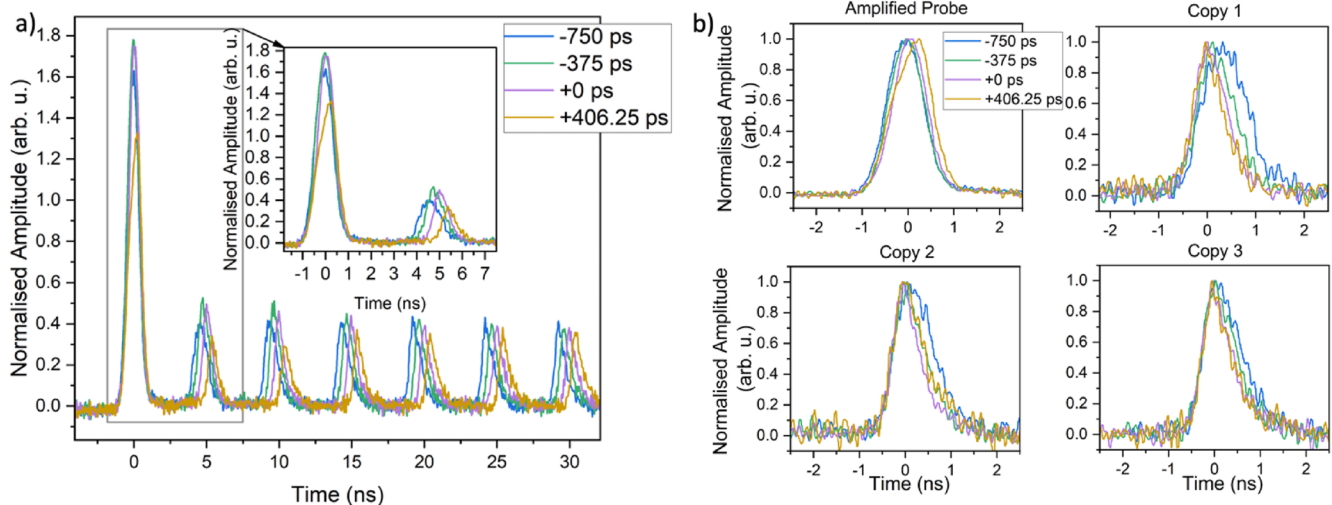 a)
-750 ps
-375 ps
+0 ps
+406.25 ps
Normalised Amplitude (arb. u.)
1.8
1.6
1.4
1.2
1.0
0.8
0.6
0.4
0.2
0.0
0 5 10 15 20 25 30
Time (ns)
Normalised Amplitude (arb. u.)
1.8
1.6
1.4
1.2
1.0
0.8
0.6
0.4
0.2
0.0
-1 0 1 2 3 4 5 6 7
Time (ns)
b)
Amplified Probe
-750 ps
-375 ps
+0 ps
+406.25 ps
Normalised Amplitude
(arb. u.)
1.0
0.8
0.6
0.4
0.2
0.0
-2 -1 0 1 2
Copy 1
Normalised Amplitude
(arb. u.)
1.0
0.8
0.6
0.4
0.2
0.0
-2 -1 0 1 2
Copy 2
Normalised Amplitude
(arb. u.)
1.0
0.8
0.6
0.4
0.2
0.0
-2 -1 0 1 2
Time (ns)
Copy 3
Normalised Amplitude
(arb. u.)
1.0
0.8
0.6
0.4
0.2
0.0
-2 -1 0 1 2
Time (ns)